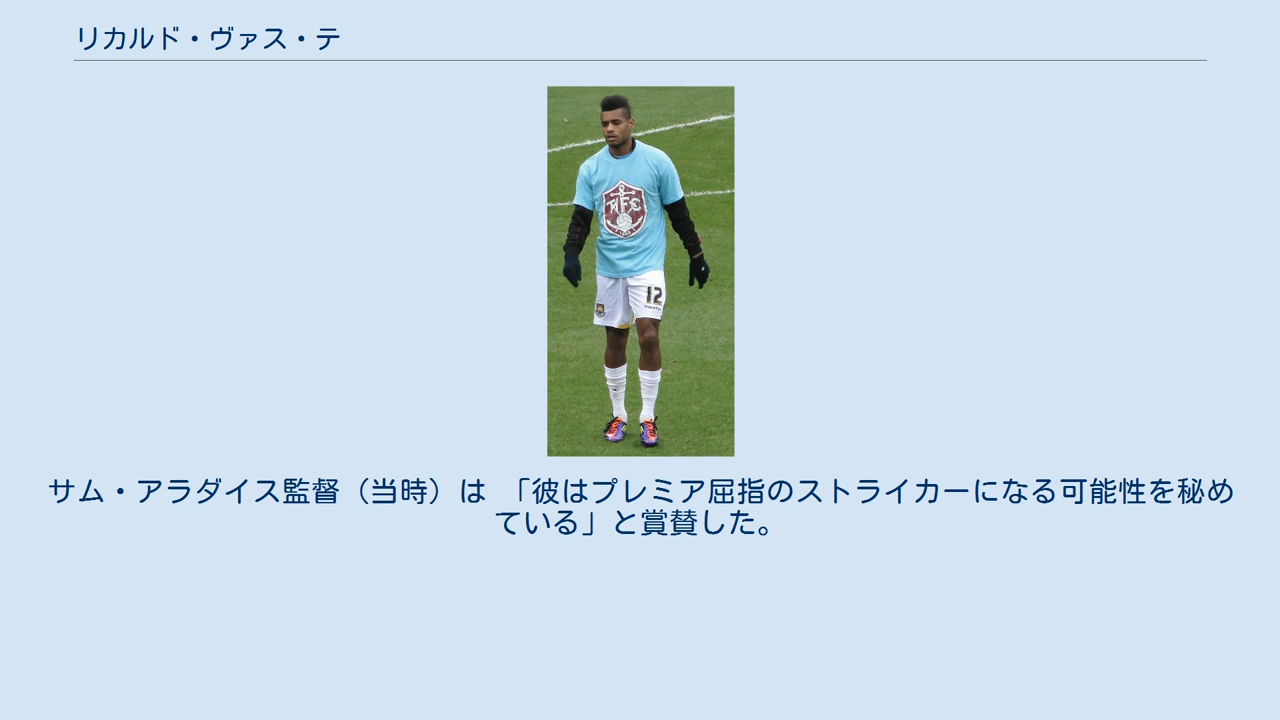 リカルド・ヴァス・テ
12
サム・アラダイス監督（当時）は 「彼はプレミア屈指のストライカーになる可能性を秘め
ている」と賞賛した。